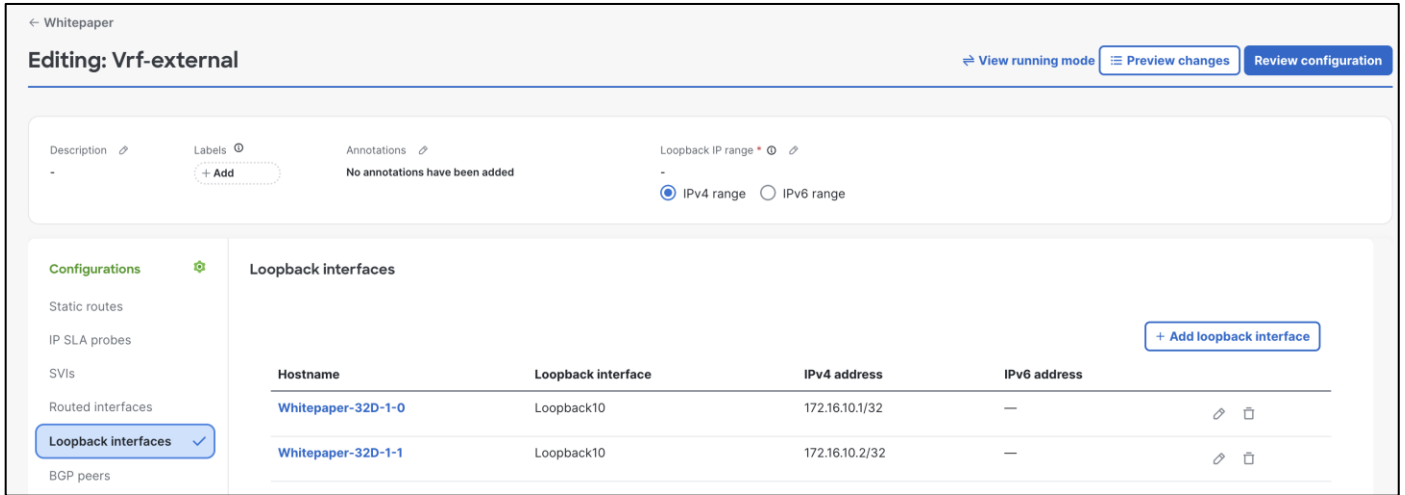 ← Whitepaper
Editing: Vrf-external
⇌ View running mode
Preview changes
Review configuration
Description
-
Labels
+ Add
Annotations
No annotations have been added
Loopback IP range *
-
IPv4 range
IPv6 range
Configurations
Static routes
IP SLA probes
SVIs
Routed interfaces
Loopback interfaces
BGP peers
Loopback interfaces
+ Add loopback interface
Hostname Loopback interface IPv4 address IPv6 address
Whitepaper-32D-1-0 Loopback10 172.16.10.1/32 —
Whitepaper-32D-1-1 Loopback10 172.16.10.2/32 —